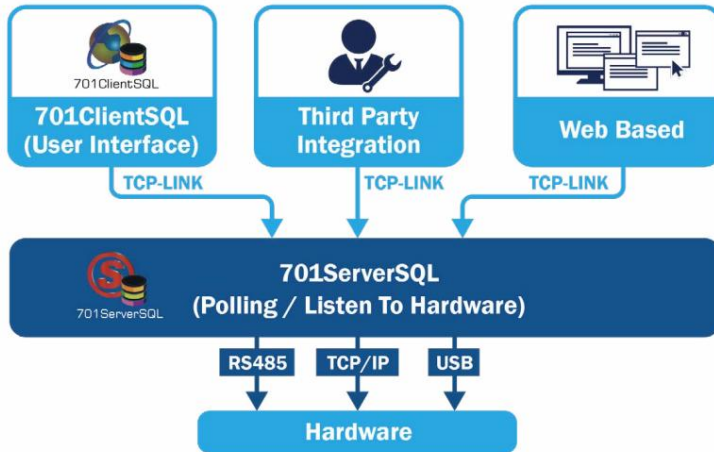 701ClientSQL
701ClientSQL
(User Interface)
Third Party
Integration
Web Based
TCP-LINK
TCP-LINK
TCP-LINK
S
701ServerSQL
701ServerSQL
(Polling / Listen To Hardware)
RS485
TCP/IP
USB
Hardware